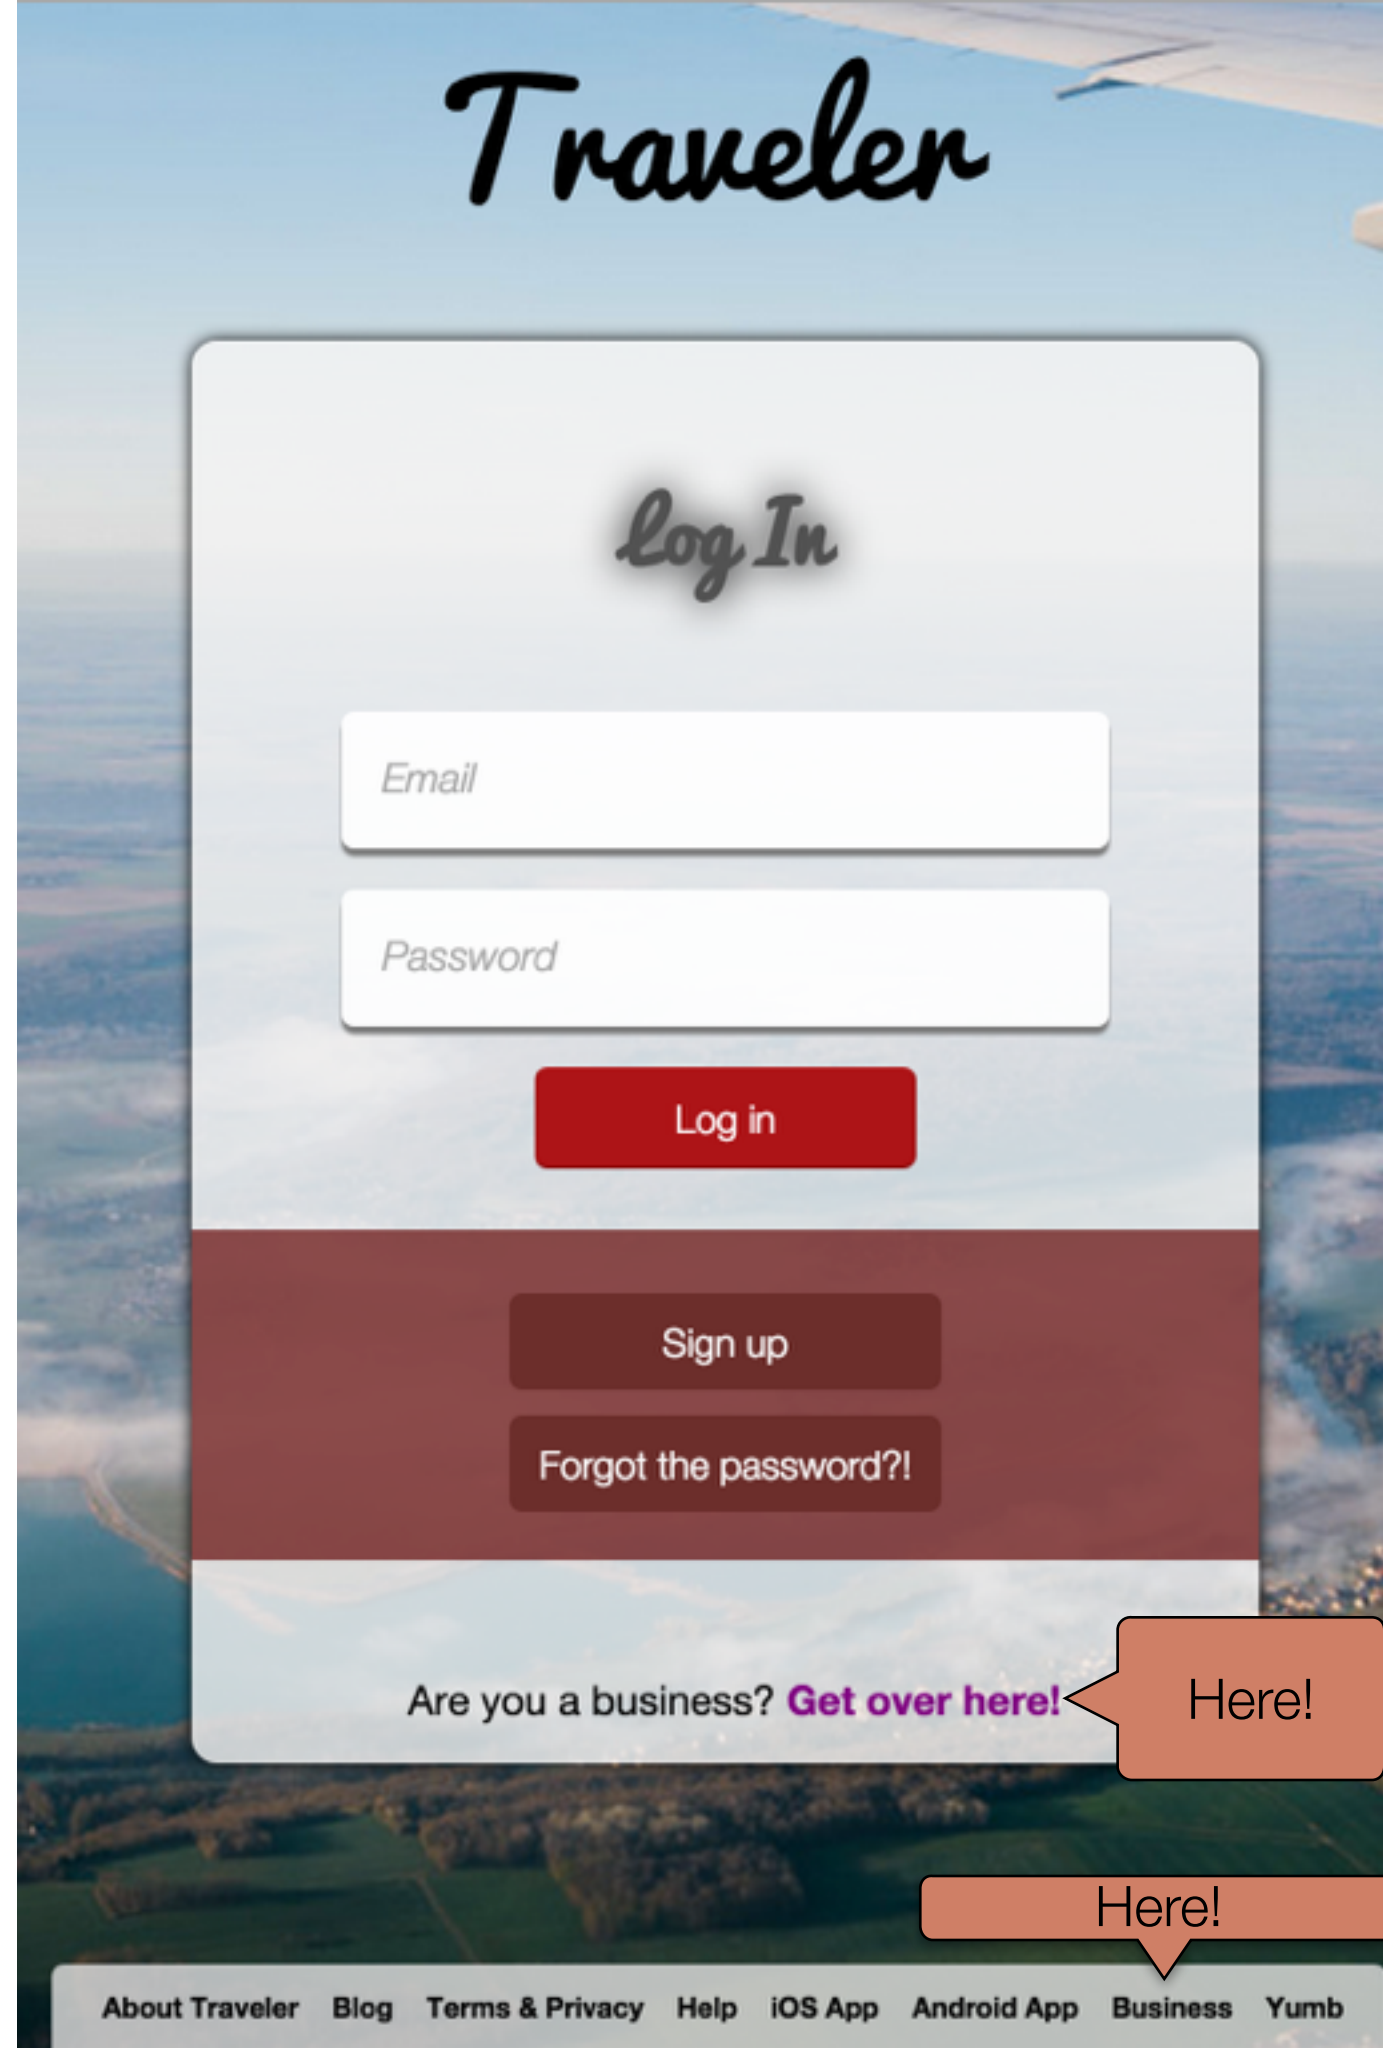 Traveler
Log In
Email
Password
Log in
Sign up
Forgot the password?!
Are you a business? Get over here!
Here!
Here!
About Traveler Blog Terms & Privacy Help iOS App Android App Business Yumb